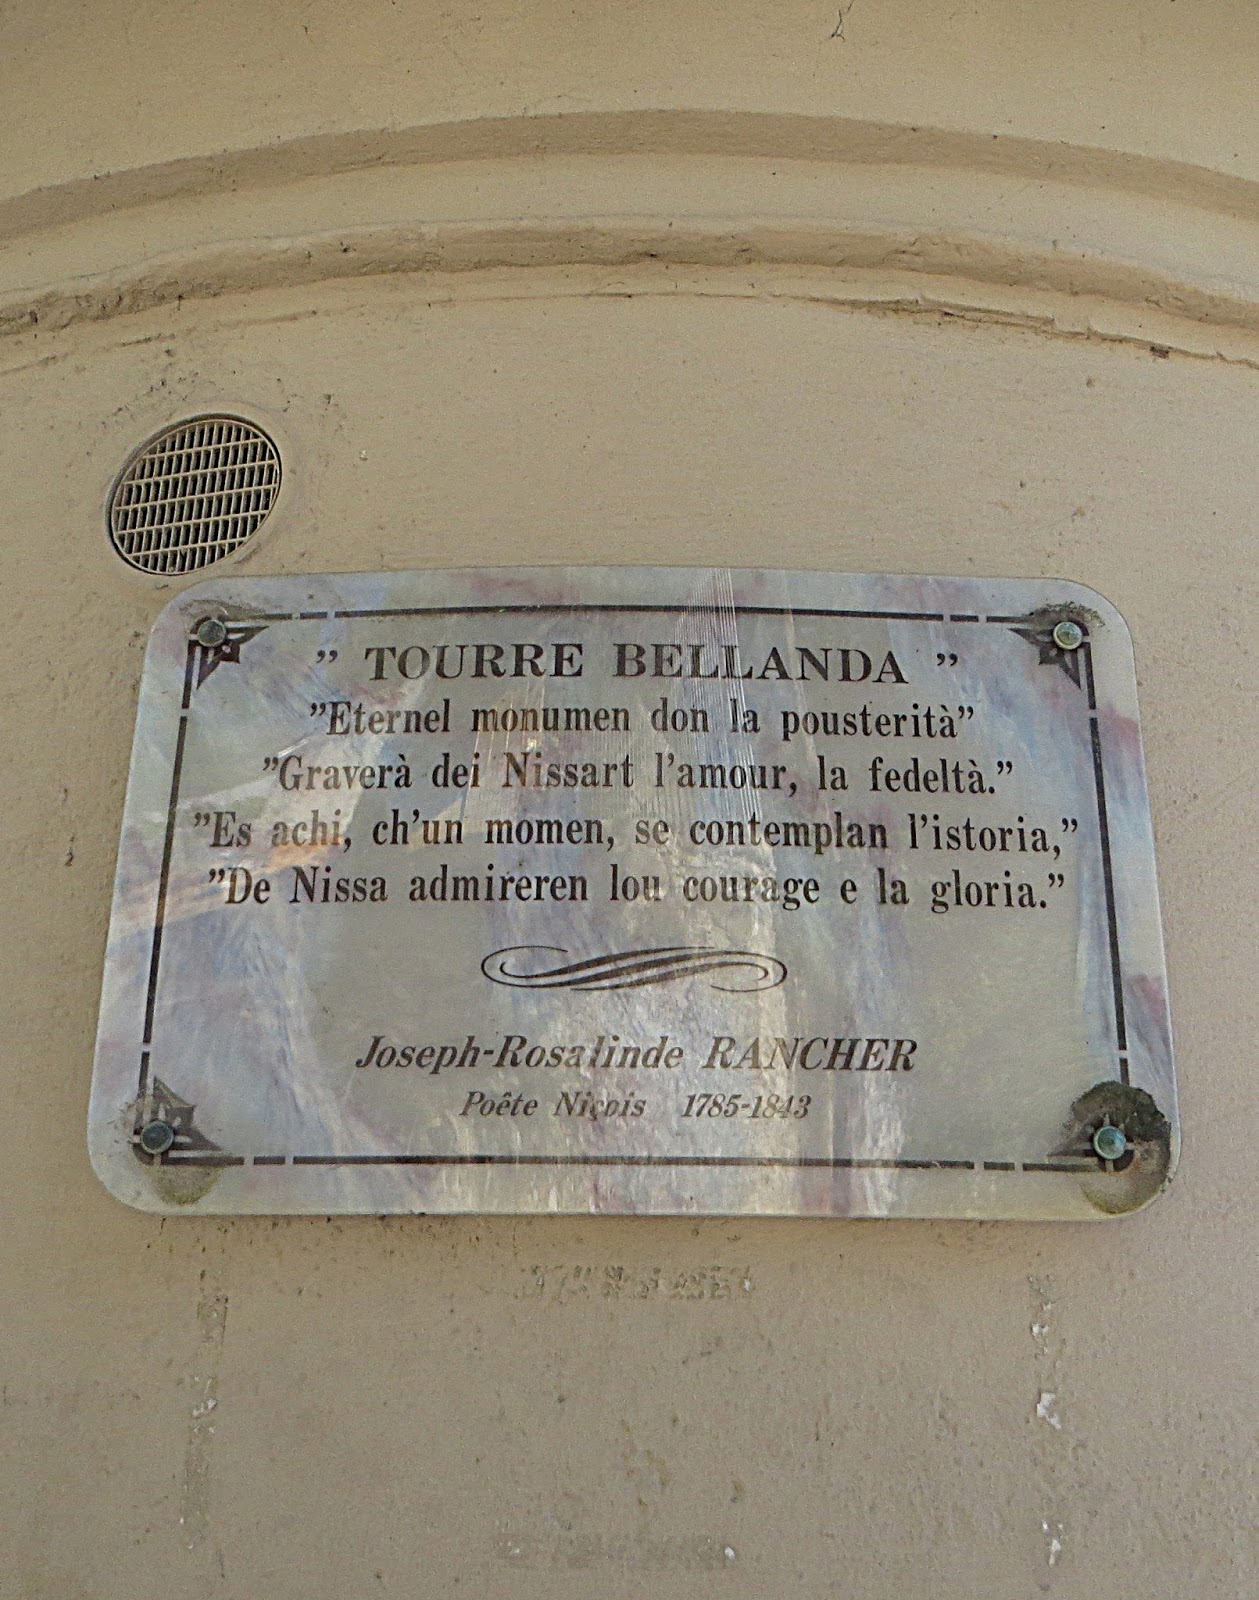 ” TOURRE BELLANDA ”
”Eternel monumen don la pousterità”
”Graverà dei Nissart l’amour, la fedeltà.”
”Es achi, ch’un momen, se contemplan l’istoria,”
”De Nissa admireren lou courage e la gloria.”
Joseph-Rosalinde RANCHER
Poête Niçois 1785-1843